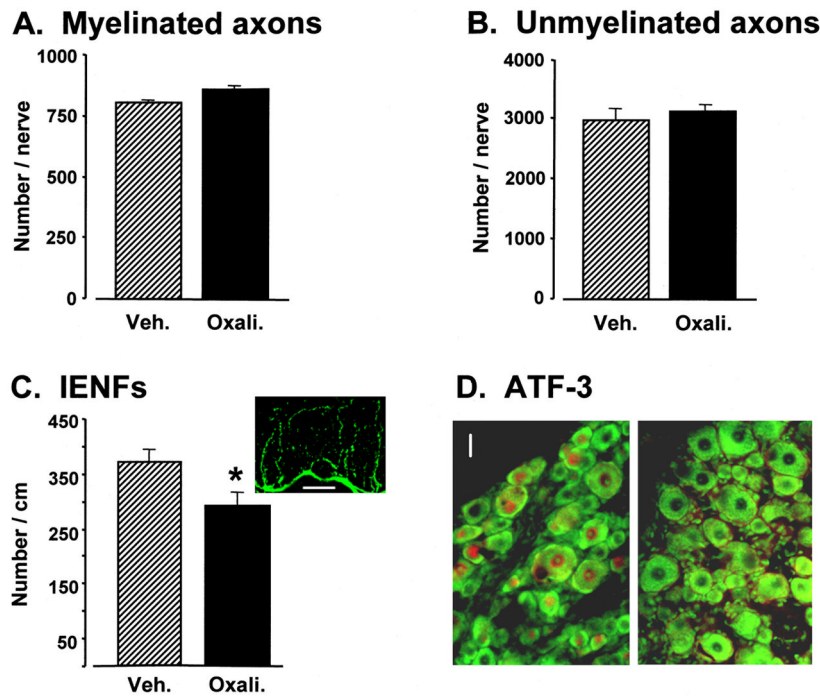 A. Myelinated axons
Number / nerve
1000
750
500
250
0
Veh. Oxali.
B. Unmyelinated axons
Number / nerve
4000
3000
2000
1000
0
Veh. Oxali.
C. IENFs
Number / cm
450
350
250
150
50
*
Veh. Oxali.
D. ATF-3